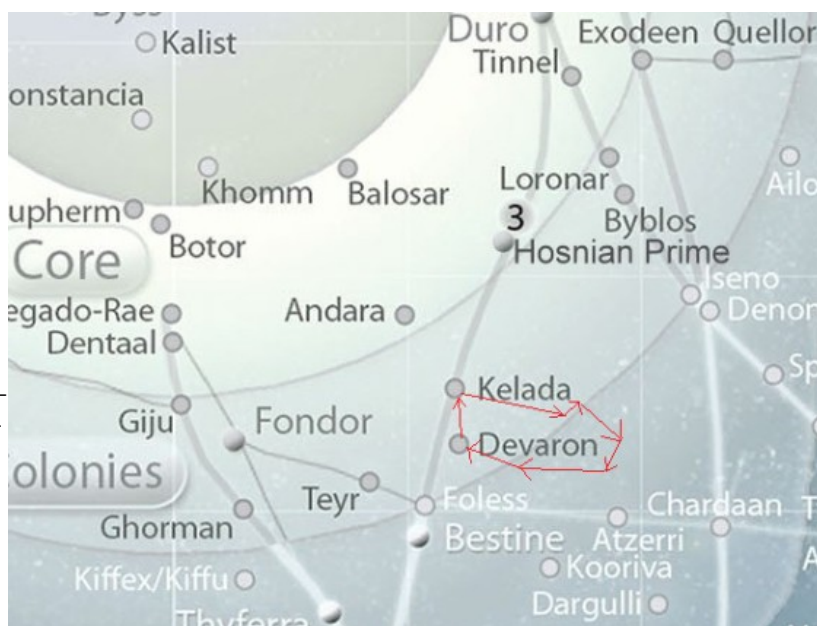 Kalist
onstancia
Khomm
Balosar
upherm
Botor
Core
Duro
Tinnel
Exodeen
Quellor
Loronar
Byblos
Ailo
3
Hosnian Prime
Iseno
Denon
egado-Rae
Dentaal
Andara
Giju
Fondor
Kelada
Devaron
Sp
olonies
Teyr
Ghorman
Foless
Bestine
Chardaan
Atzerri
T
A
Kiffex/Kiffu
Kooriva
Thyferra
Dargulli